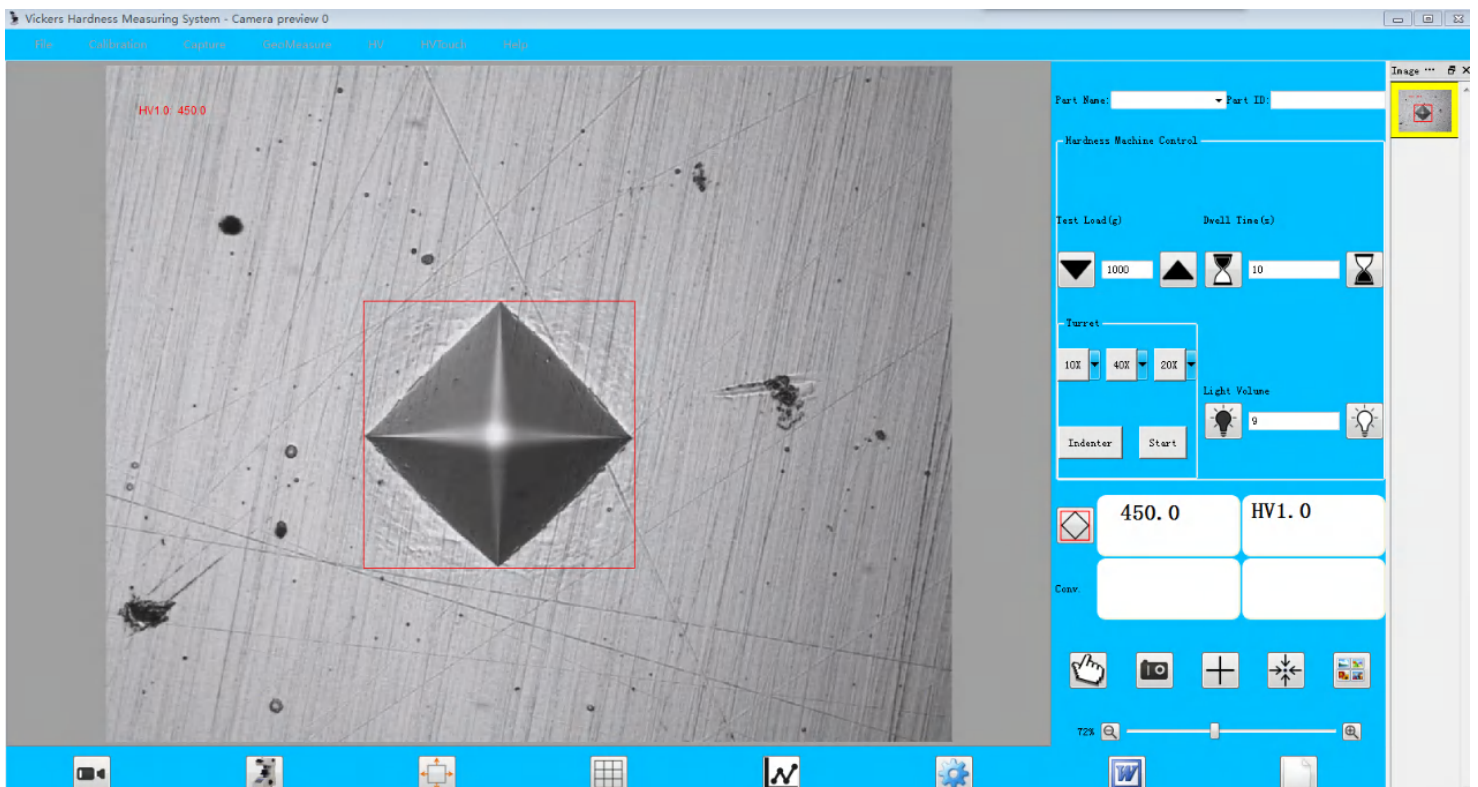 Vickers Hardness Measuring System - Camera preview 0
File Calibration Capture GeoMeasure HV HVTouch Help
Image ...
HV1.0 450.0
Part Name: Part ID:
Hardness Machine Control
Test Load(g) Dwell Time(s)
1000 10
Turret
10X 40X 20X
Light Volume
9
Indenter Start
450.0 HV1.0
Conv.
72%
W